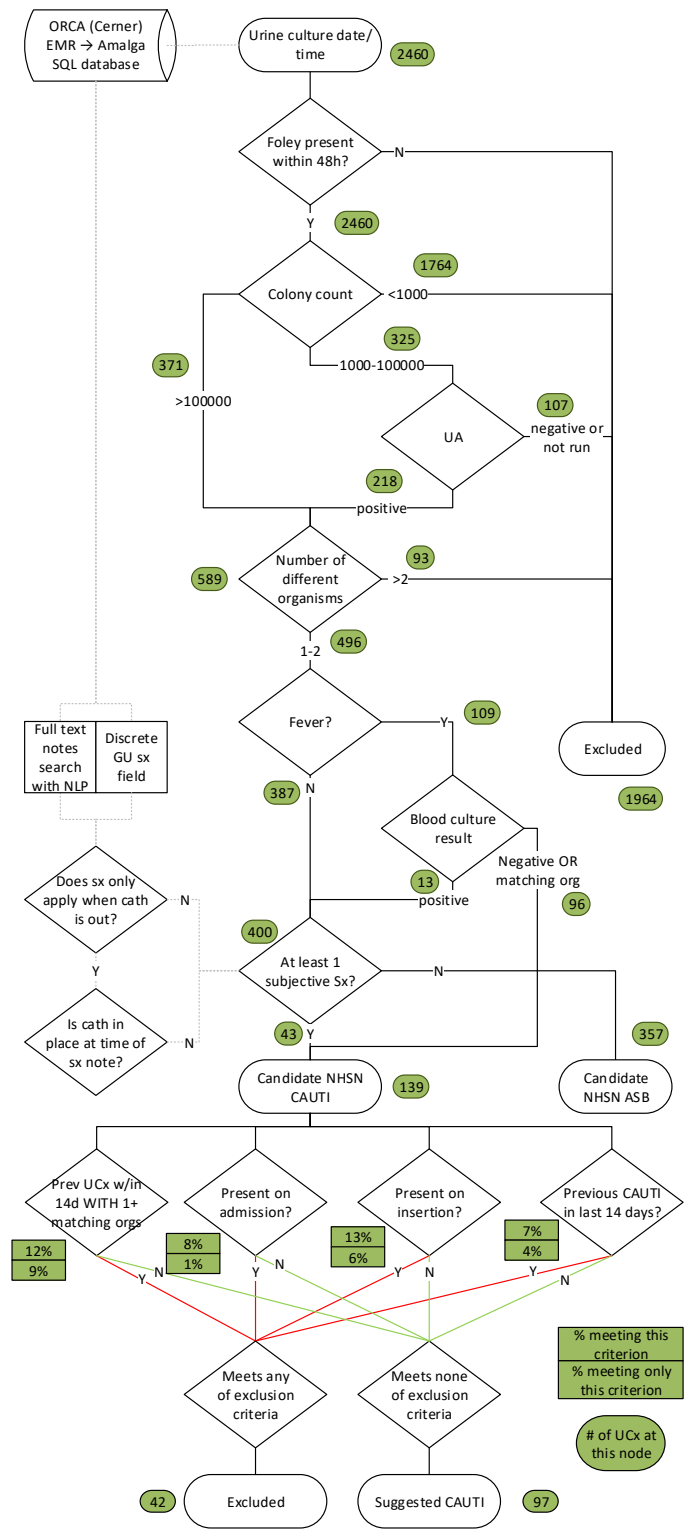 ORCA (Cerner)
EMR → Amalga
SQL database
Urine culture date/
time
2460
Foley present
within 48h?
N
Y
2460
1764
Colony count
<1000
325
371
1000-100000
>100000
107
UA
negative or
not run
218
positive
93
Number of
different
organisms
589
>2
496
1-2
109
Fever?
Y
Full text
notes
search
with NLP
Discrete
GU sx
field
Excluded
387
N
1964
Blood culture
result
Negative OR
matching org
13
positive
96
Does sx only
apply when cath
is out?
N
400
At least 1
subjective Sx?
N
Y
Is cath in
place at time of
sx note?
N
43
Y
357
Candidate NHSN
CAUTI
139
Candidate
NHSN ASB
Prev UCx w/in
14d WITH 1+
matching orgs
Present on
admission?
Present on
insertion?
Previous CAUTI
in last 14 days?
12%
9%
8%
1%
13%
6%
7%
4%
Y
N
Y
N
Y
N
Y
N
% meeting this
criterion
% meeting only
this criterion
Meets any
of exclusion
criteria
Meets none
of exclusion
criteria
# of UCx at
this node
42
Excluded
Suggested CAUTI
97